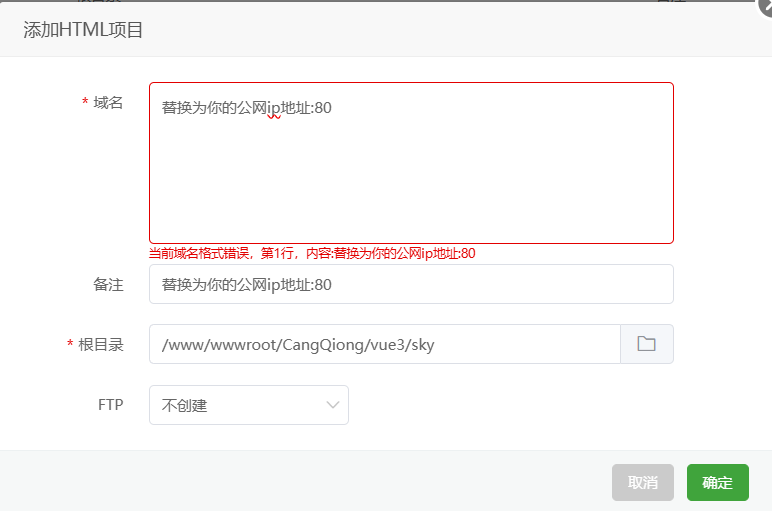 添加HTML项目
* 域名
替换为你的公网ip地址:80
当前域名格式错误，第1行，内容:替换为你的公网ip地址:80
备注
替换为你的公网ip地址:80
* 根目录
/www/wwwroot/CangQiong/vue3/sky
FTP
不创建
取消
确定